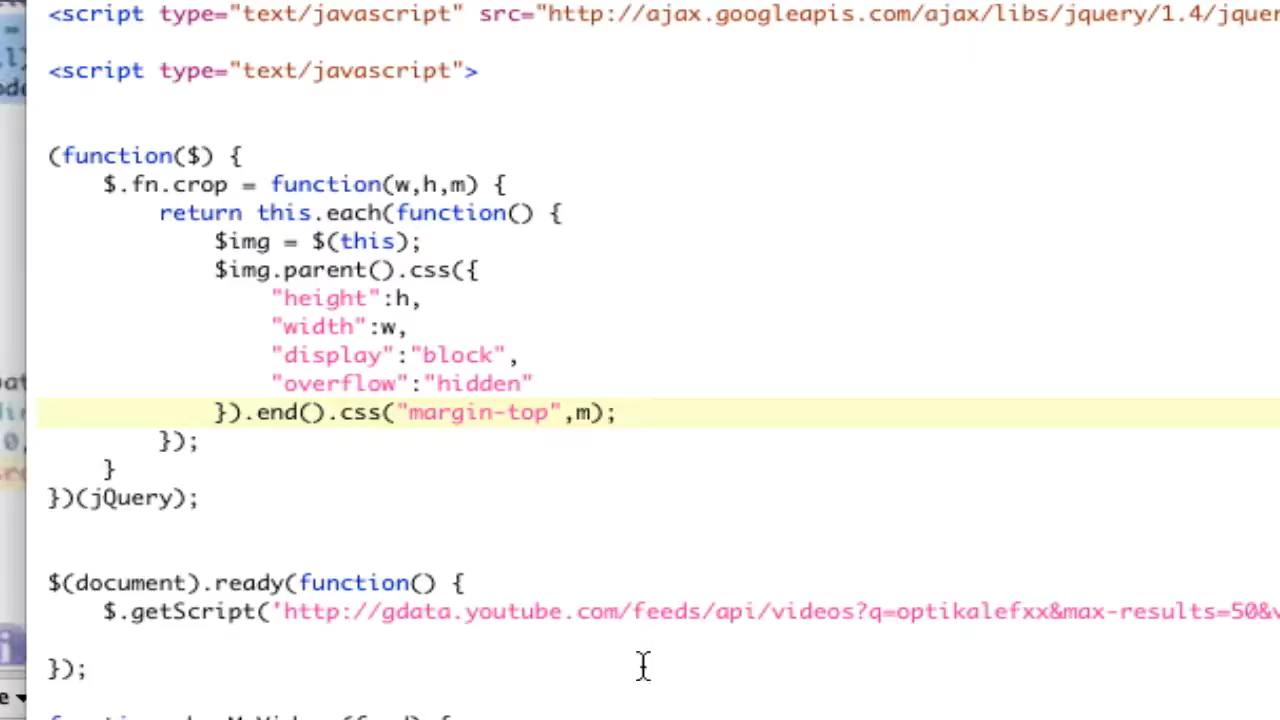 <script type="text/javascript" src="http://ajax.googleapis.com/ajax/libs/jquery/1.4/jquer
<script type="text/javascript">
(function($) {
$.fn.crop = function(w,h,m) {
return this.each(function() {
$img = $(this);
$img.parent().css({
"height":h,
"width":w,
"display":"block",
"overflow":"hidden"
}).end().css("margin-top",m);
});
}
})(jQuery);
$(document).ready(function() {
$.getScript('http://gdata.youtube.com/feeds/api/videos?q=optikalefxx&max-results=50&v
});